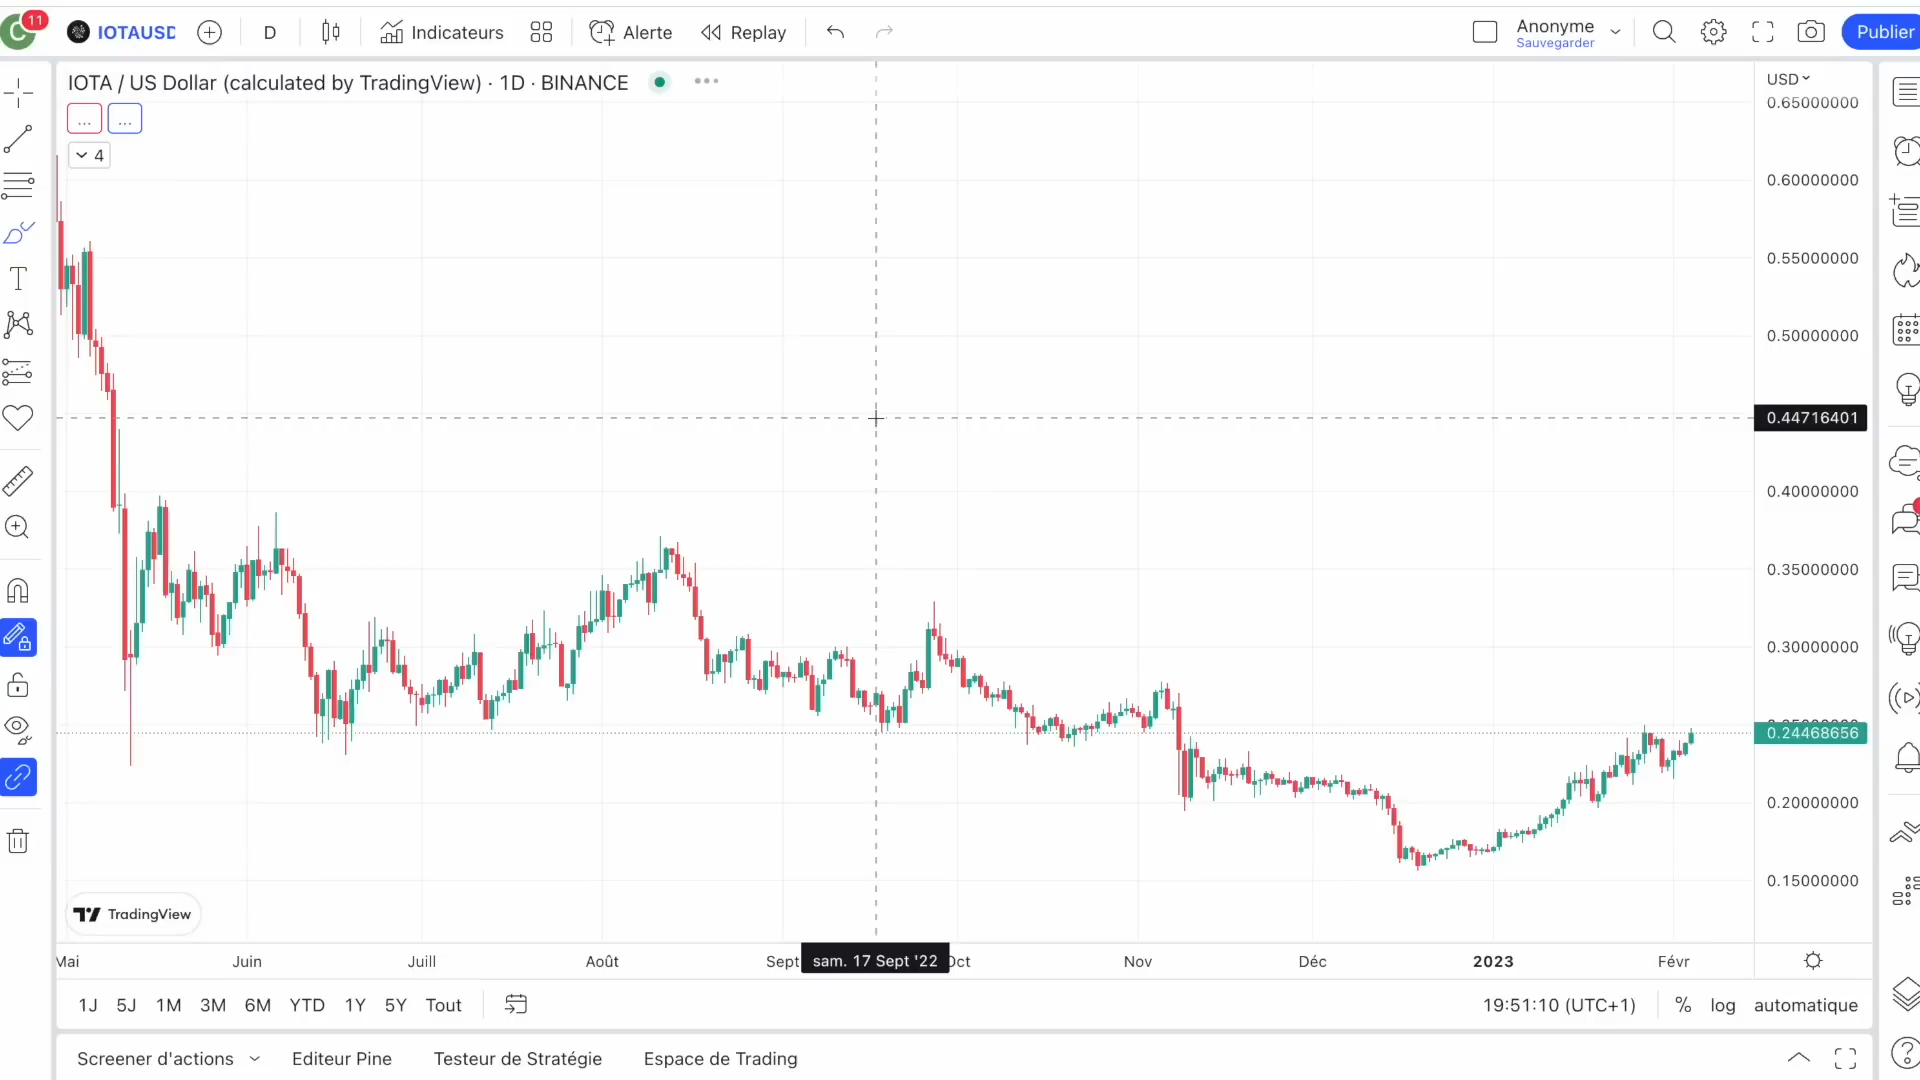 C 11 IOTAUSD D Indicateurs Alerte Replay Anonyme Publier
Sauvegarder
IOTA / US Dollar (calculated by TradingView) · 1D · BINANCE
... ...
4
USD
0.65000000
0.60000000
0.55000000
0.50000000
0.44716401
0.40000000
0.35000000
0.30000000
0.24468656
0.20000000
0.15000000
TradingView
Mai Juin Juill Août Sept sam. 17 Sept '22 Oct Nov Déc 2023 Févr
1J 5J 1M 3M 6M YTD 1Y 5Y Tout 19:51:10 (UTC+1) % log automatique
Screener d'actions Editeur Pine Testeur de Stratégie Espace de Trading